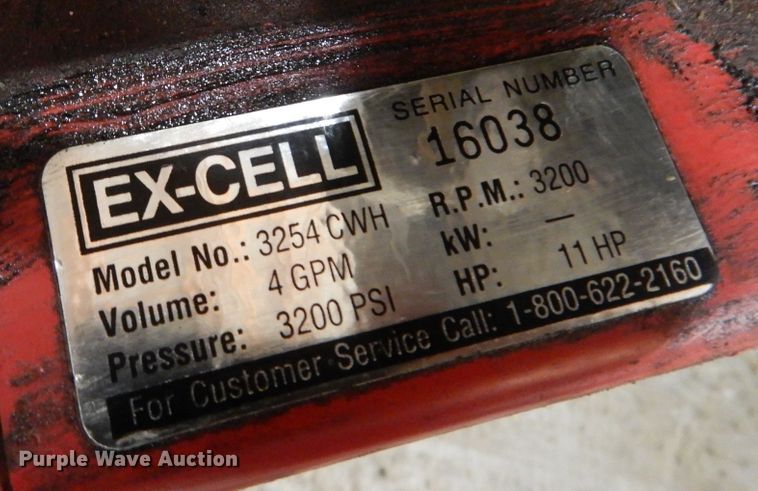 EX-CELL
SERIAL NUMBER
16038
Model No.: 3254 CWH
Volume: 4 GPM
Pressure: 3200 PSI
R.P.M.: 3200
kW: —
HP: 11 HP
For Customer Service Call: 1-800-622-2160
Purple Wave Auction